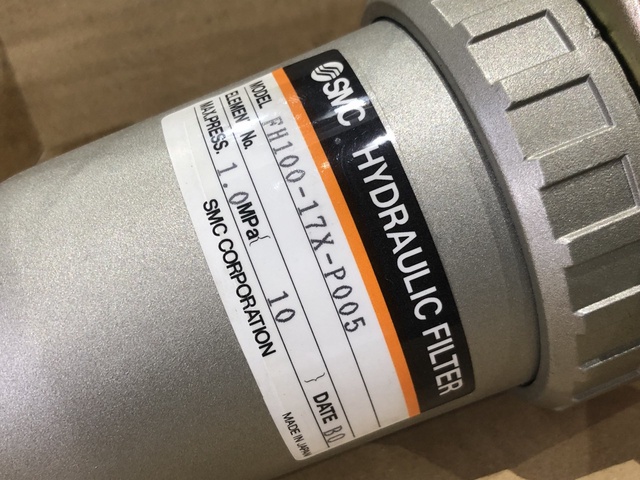 SMC HYDRAULIC FILTER
MODEL FH100-17X-P005
ELEMENT No.
MAX.PRESS. 1.0MPa{ 10 } DATE BQ
SMC CORPORATION
MADE IN JAPAN